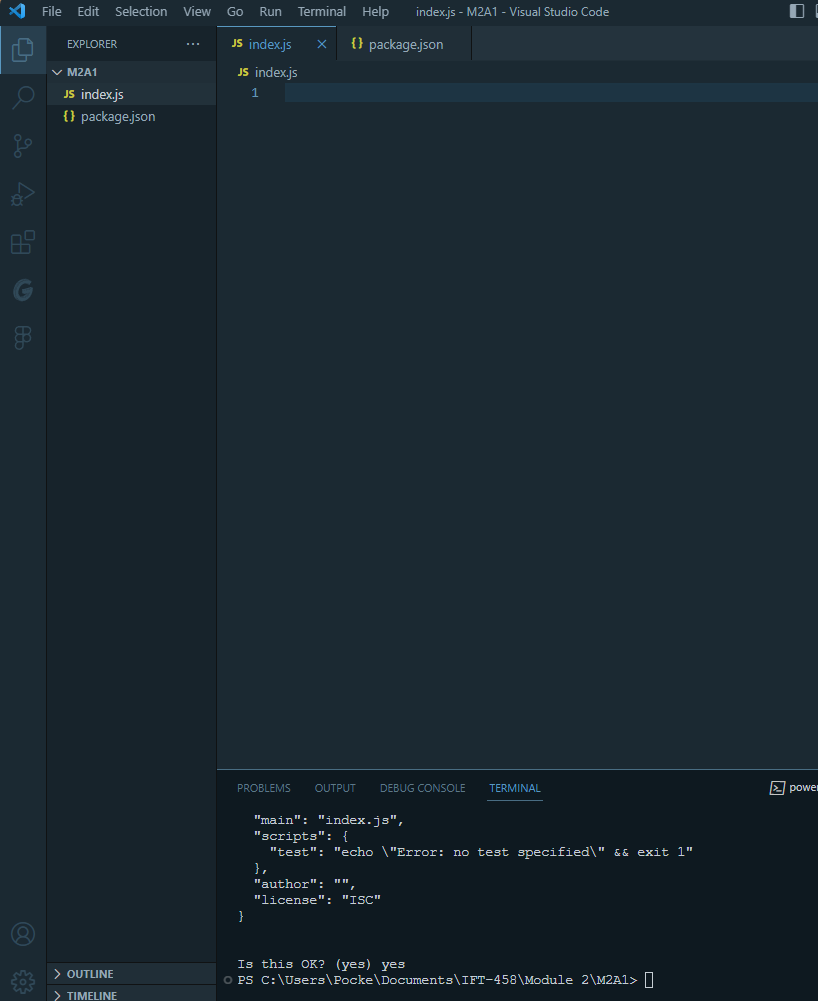 File Edit Selection View Go Run Terminal Help index.js - M2A1 - Visual Studio Code
EXPLORER ...
M2A1
JS index.js
{} package.json
JS index.js × {} package.json
JS index.js
1
PROBLEMS OUTPUT DEBUG CONSOLE TERMINAL
"main": "index.js",
"scripts": {
"test": "echo \"Error: no test specified\" && exit 1"
},
"author": "",
"license": "ISC"
}
Is this OK? (yes) yes
PS C:\Users\Pocke\Documents\IFT-458\Module 2\M2A1>
OUTLINE
TIMELINE